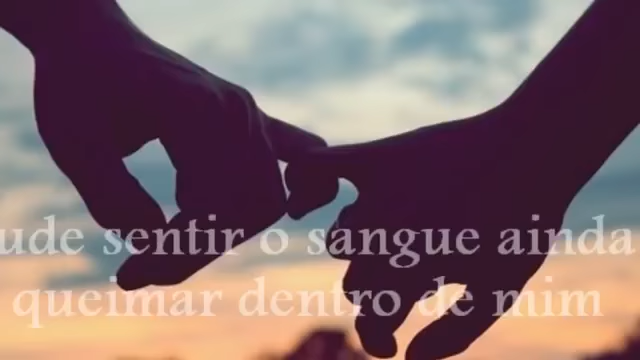 ude sentir o sangue ainda
queimar dentro de mim